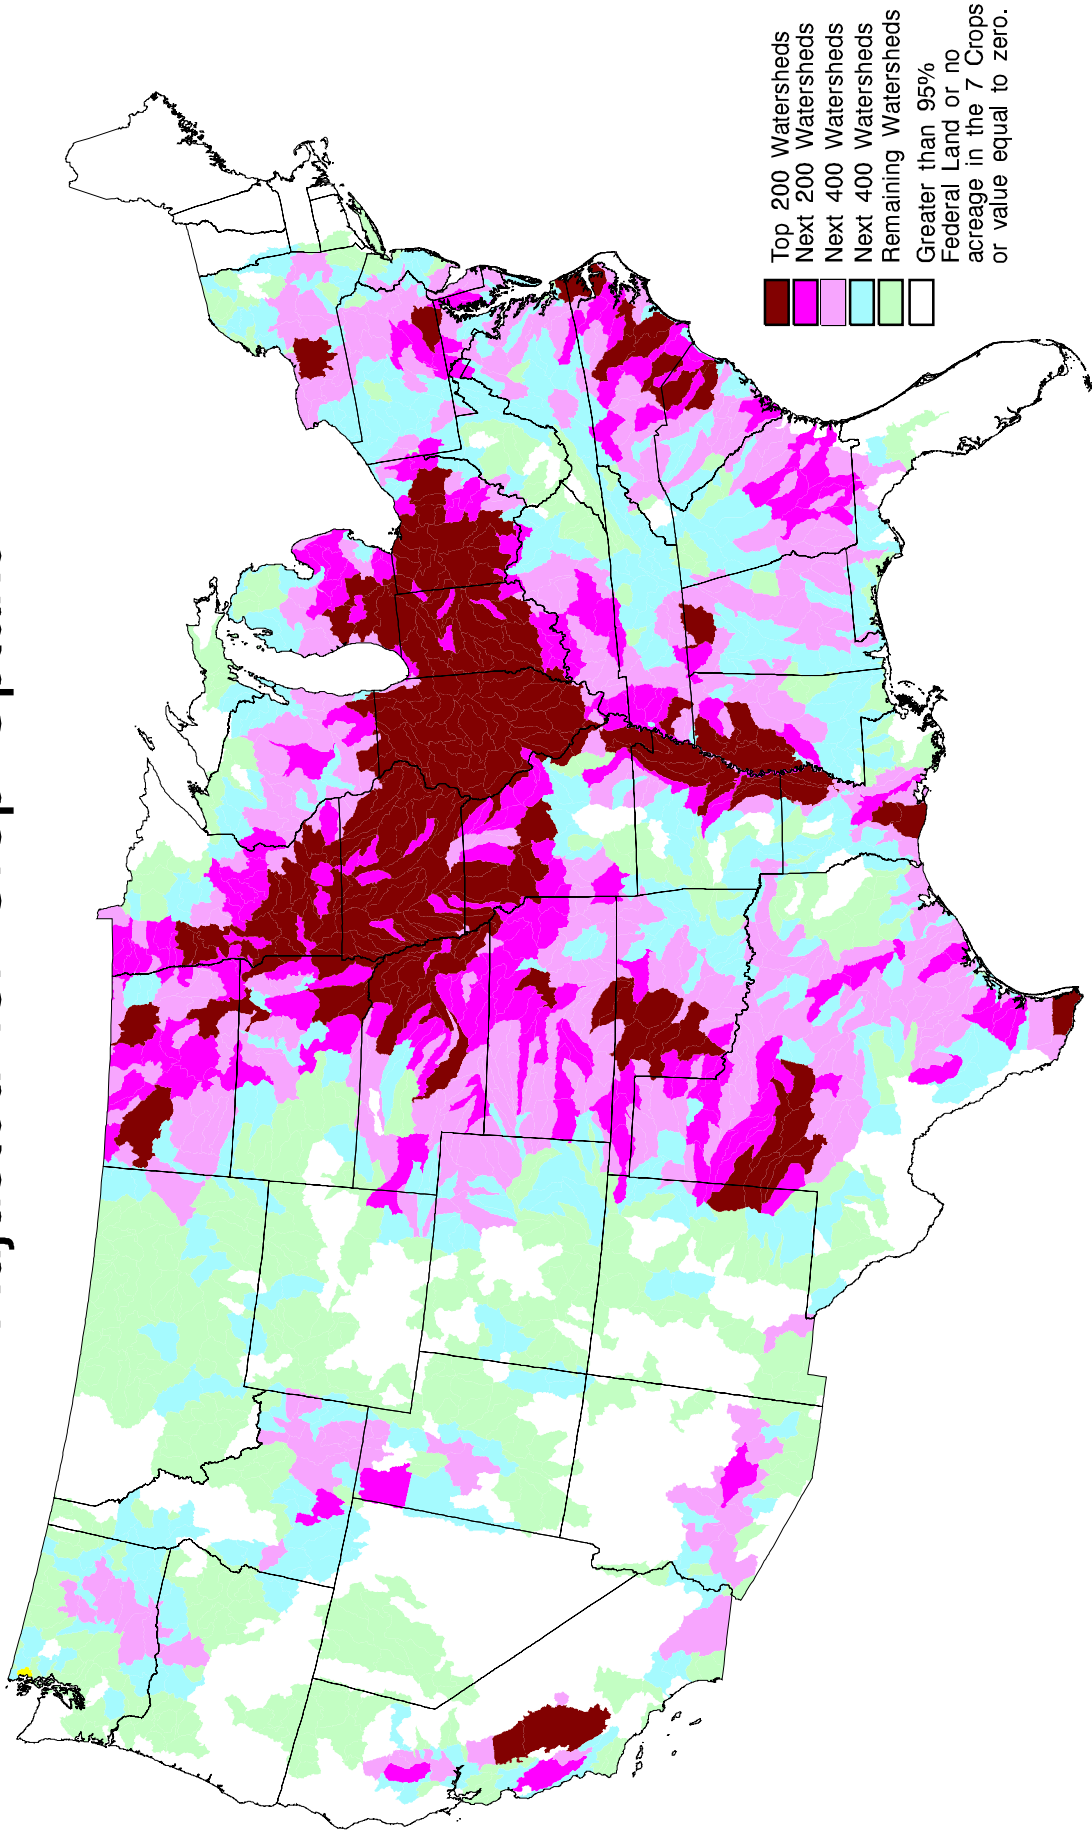 Top 200 Watersheds
Next 200 Watersheds
Next 400 Watersheds
Next 400 Watersheds
Remaining Watersheds
Greater than 95%
Federal Land or no
acreage in the 7 Crops
or value equal to zero.